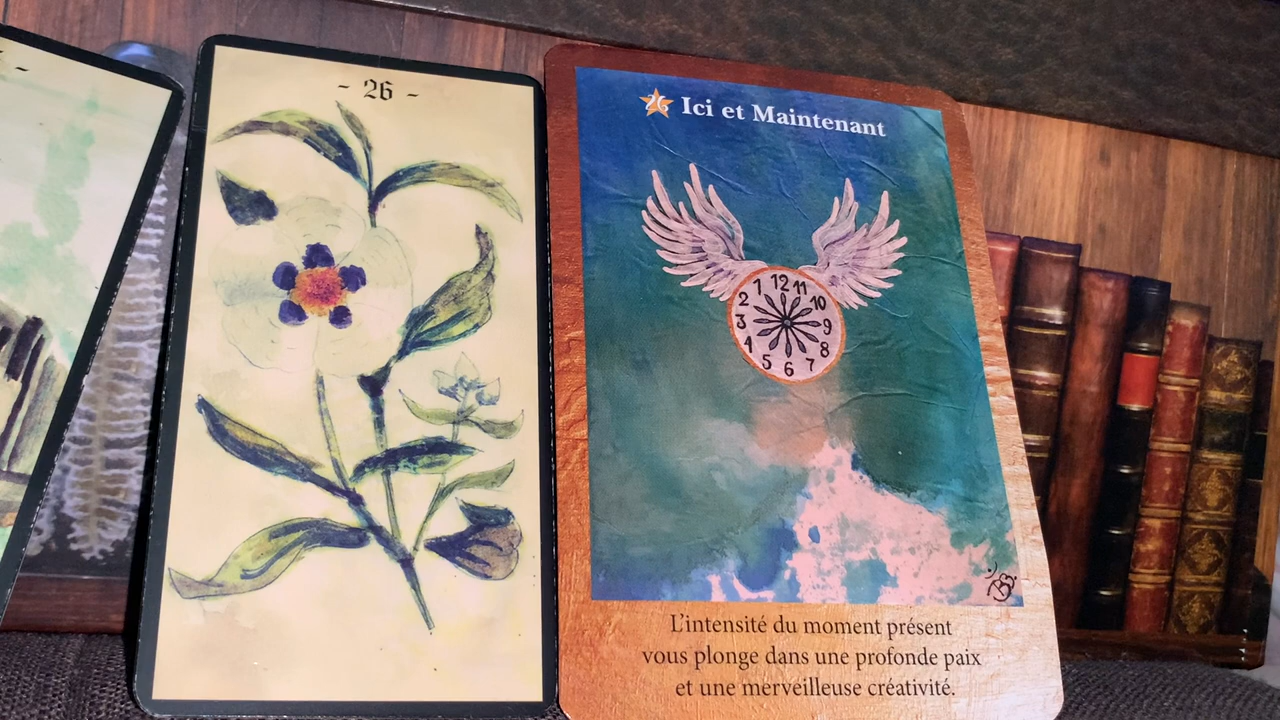 - 26 -
26 Ici et Maintenant
12
11
10
9
8
7
6
5
4
3
2
1
L'intensité du moment présent
vous plonge dans une profonde paix
et une merveilleuse créativité.